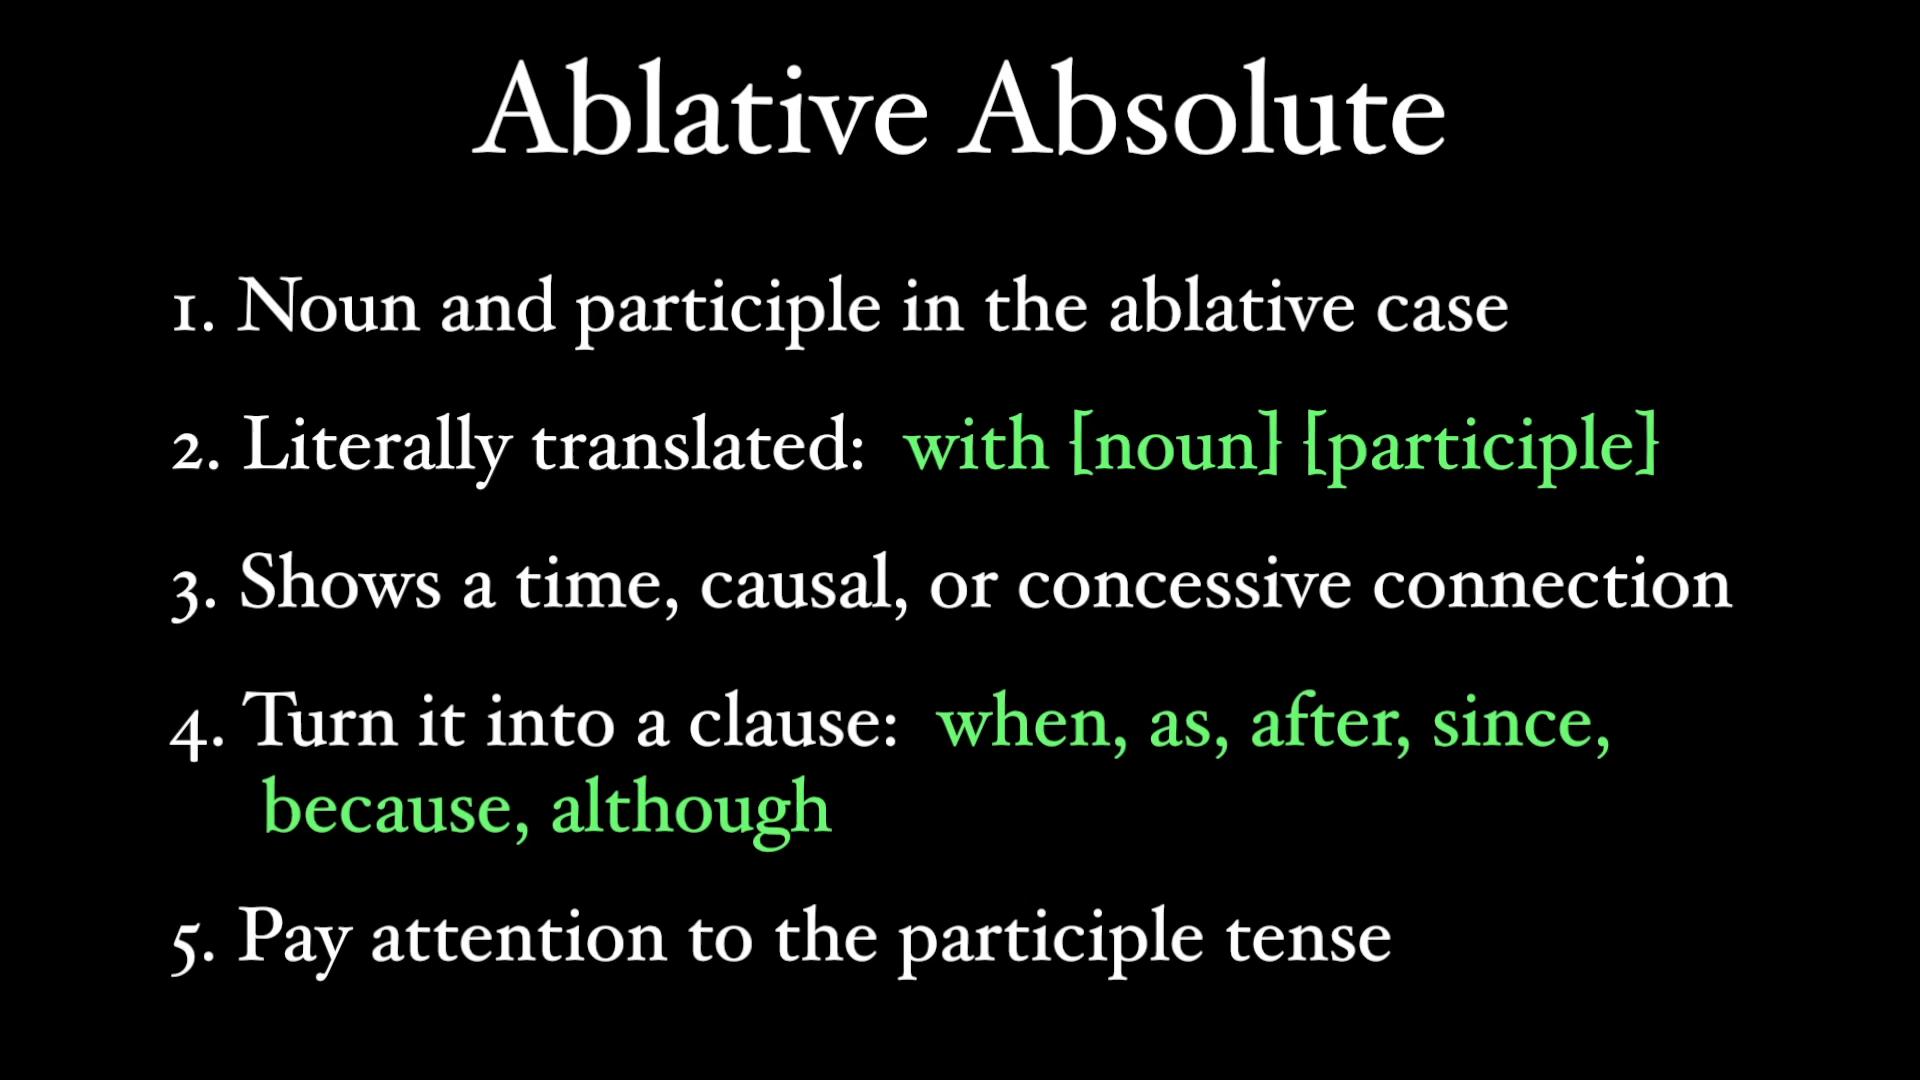 Ablative Absolute
1. Noun and participle in the ablative case
2. Literally translated: with [noun] [participle]
3. Shows a time, causal, or concessive connection
4. Turn it into a clause: when, as, after, since,
because, although
5. Pay attention to the participle tense